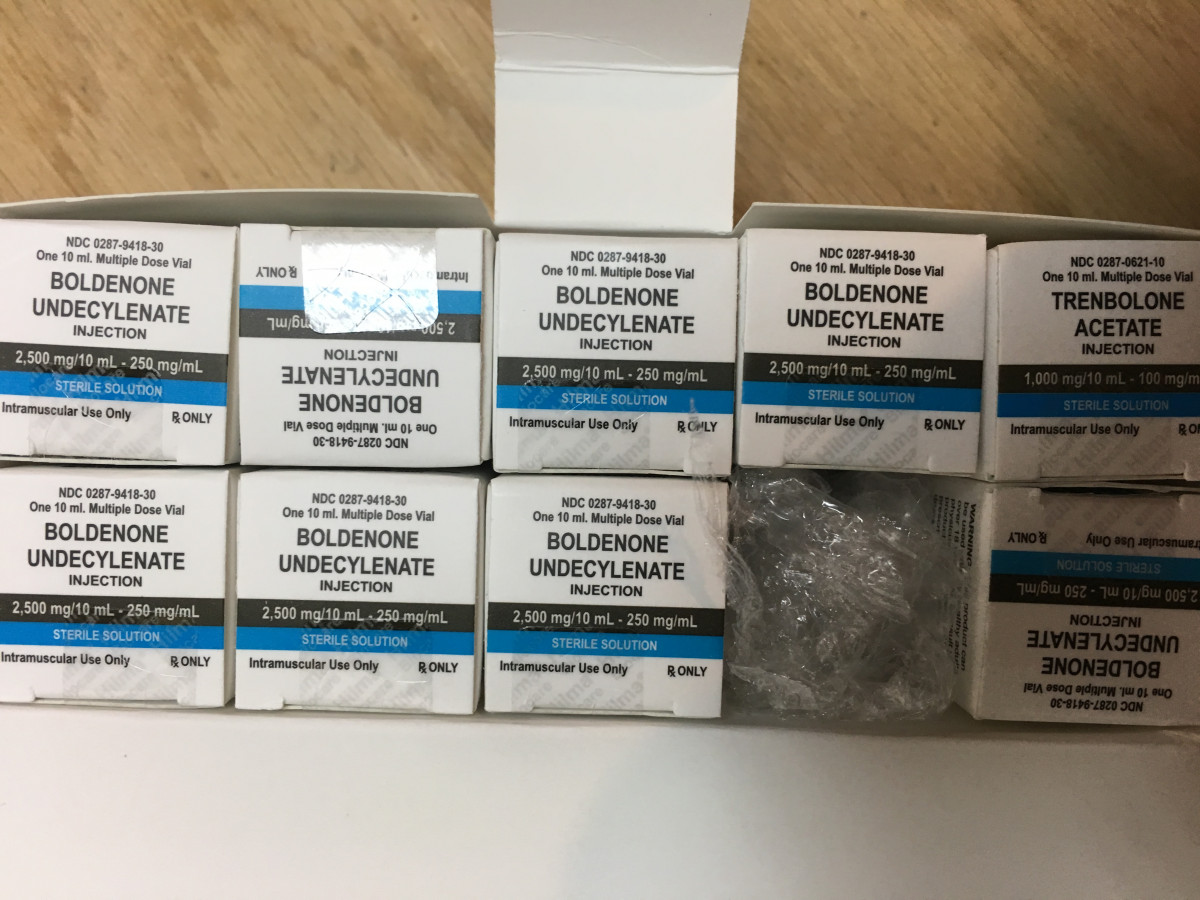 NDC 0287-9418-30
One 10 ml. Multiple Dose Vial
BOLDENONE
UNDECYLENATE
INJECTION
2,500 mg/10 mL - 250 mg/mL
STERILE SOLUTION
Intramuscular Use Only
℞ ONLY
NDC 0287-9418-30
One 10 ml. Multiple Dose Vial
BOLDENONE
UNDECYLENATE
INJECTION
2,500 mg/mL
℞ ONLY
NDC 0287-9418-30
One 10 ml. Multiple Dose Vial
BOLDENONE
UNDECYLENATE
INJECTION
2,500 mg/10 mL - 250 mg/mL
STERILE SOLUTION
Intramuscular Use Only
℞ ONLY
NDC 0287-9418-30
One 10 ml. Multiple Dose Vial
BOLDENONE
UNDECYLENATE
INJECTION
2,500 mg/10 mL - 250 mg/mL
STERILE SOLUTION
Intramuscular Use Only
℞ ONLY
NDC 0287-0621-10
One 10 ml. Multiple Dose Vial
TRENBOLONE
ACETATE
INJECTION
1,000 mg/10 mL - 100 mg/m
STERILE SOLUTION
Intramuscular Use Only
NDC 0287-9418-30
One 10 ml. Multiple Dose Vial
BOLDENONE
UNDECYLENATE
INJECTION
2,500 mg/10 mL - 250 mg/mL
STERILE SOLUTION
Intramuscular Use Only
℞ ONLY
NDC 0287-9418-30
One 10 ml. Multiple Dose Vial
BOLDENONE
UNDECYLENATE
INJECTION
2,500 mg/10 mL - 250 mg/mL
STERILE SOLUTION
Intramuscular Use Only
℞ ONLY
NDC 0287-9418-30
One 10 ml. Multiple Dose Vial
BOLDENONE
UNDECYLENATE
INJECTION
2,500 mg/10 mL - 250 mg/mL
STERILE SOLUTION
Intramuscular Use Only
℞ ONLY
WARNING
NDC 0287-9418-30
One 10 ml. Multiple Dose Vial
BOLDENONE
UNDECYLENATE
INJECTION
2,500 mg/10 mL - 250 mg/mL
STERILE SOLUTION
tramuscular Use Only
℞ ONLY